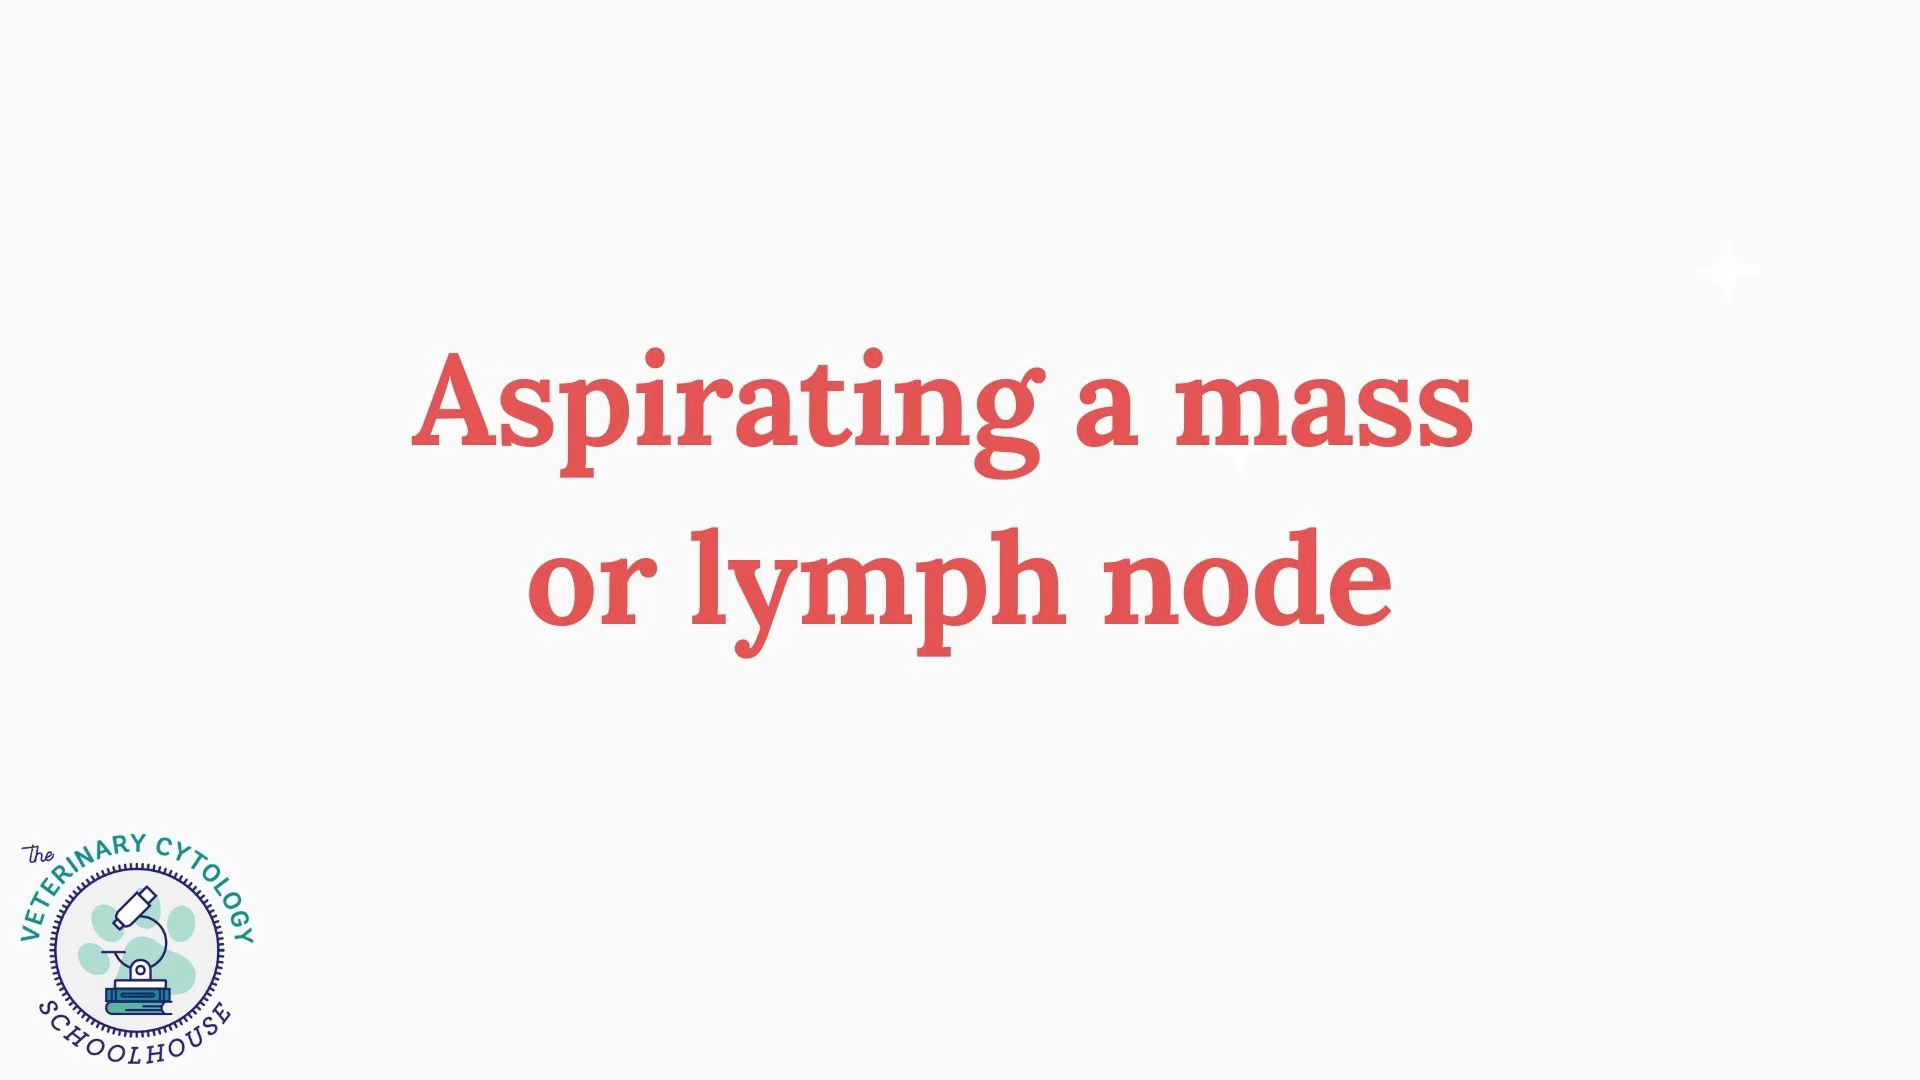 Aspirating a mass
or lymph node
the
VETERINARY CYTOLOGY
SCHOOLHOUSE